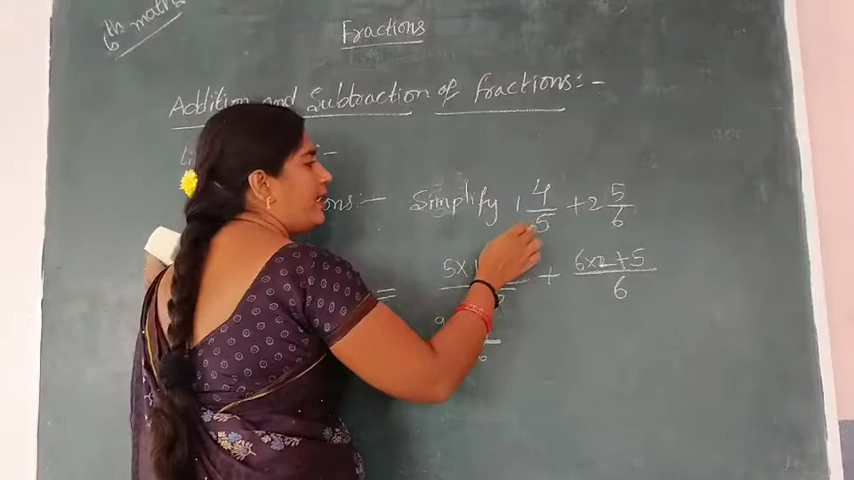 6th maths
Fractions
Addition and Subtraction of fractions:-
Simplify 1 4/5 + 2 5/6
= 5×1 + 6×2+5/6